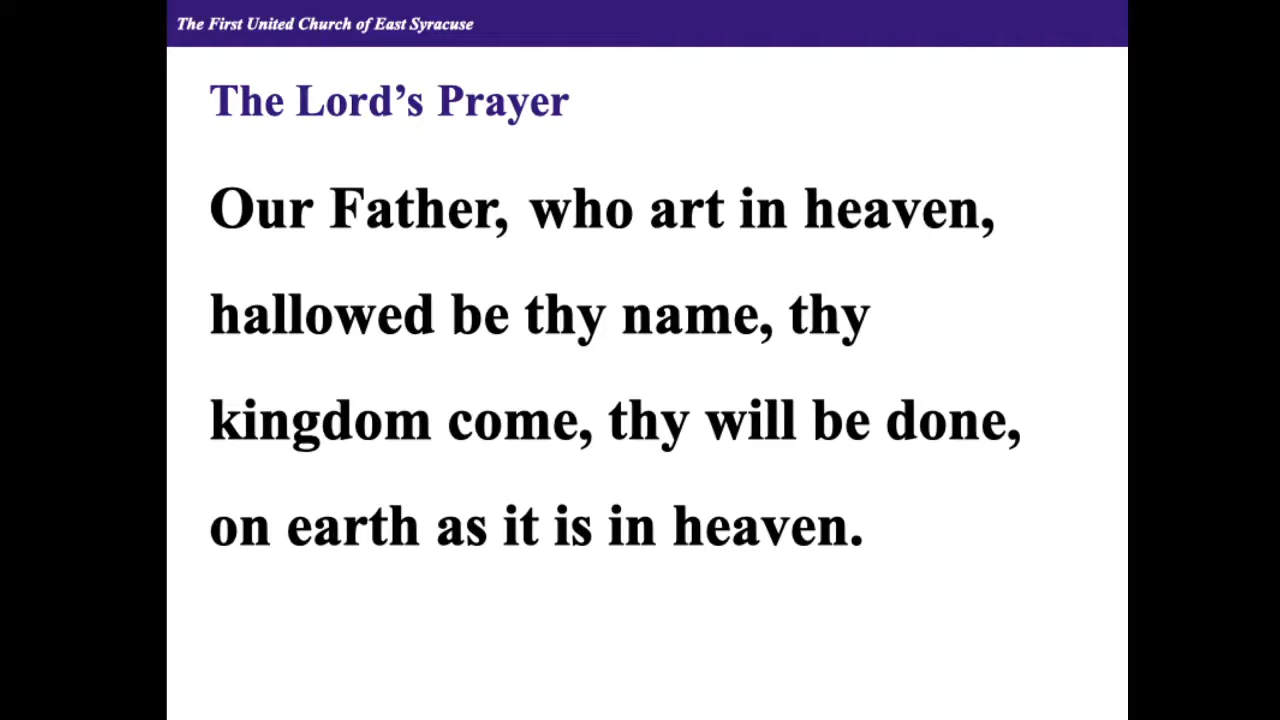 The First United Church of East Syracuse
The Lord’s Prayer
Our Father, who art in heaven,
hallowed be thy name, thy
kingdom come, thy will be done,
on earth as it is in heaven.